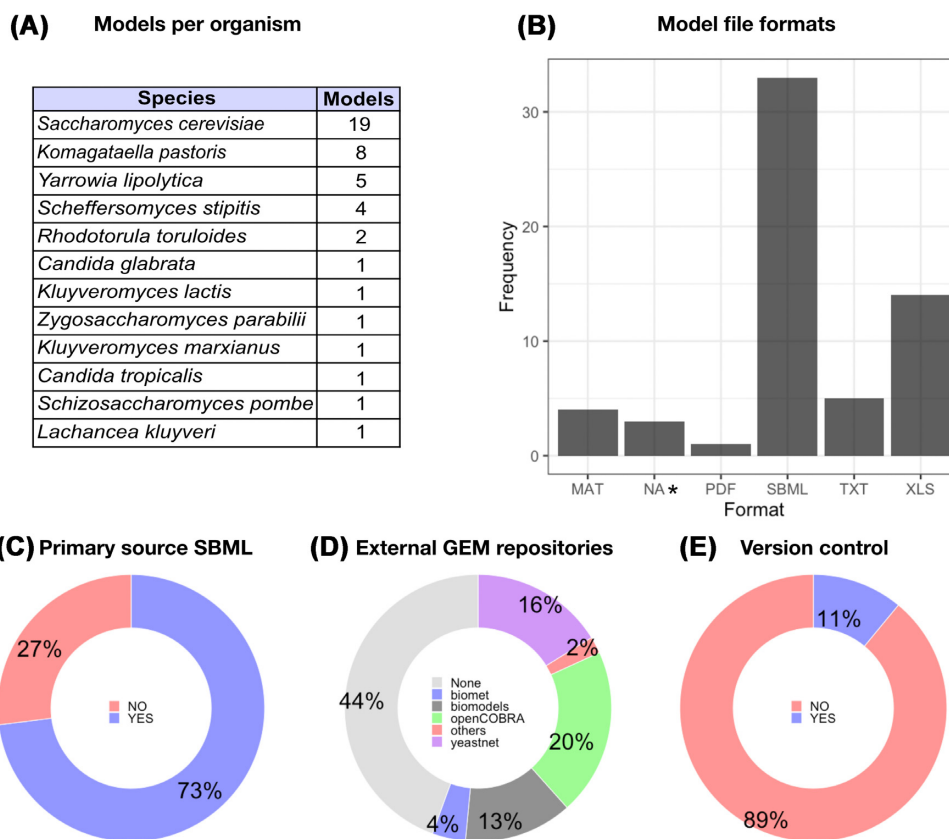 (A) Models per organism
Species Models
Saccharomyces cerevisiae 19
Komagataella pastoris 8
Yarrowia lipolytica 5
Scheffersomyces stipitis 4
Rhodotorula toruloides 2
Candida glabrata 1
Kluyveromyces lactis 1
Zygosaccharomyces parabilii 1
Kluyveromyces marxianus 1
Candida tropicalis 1
Schizosaccharomyces pombe 1
Lachancea kluyveri 1
(B) Model file formats
Frequency
30
20
10
0
MAT NA* PDF SBML TXT XLS
Format
(C) Primary source SBML
27%
NO
YES
73%
(D) External GEM repositories
16%
2%
None
biomet
biomodels
openCOBRA
others
yeastnet
44%
20%
4%
13%
(E) Version control
11%
NO
YES
89%